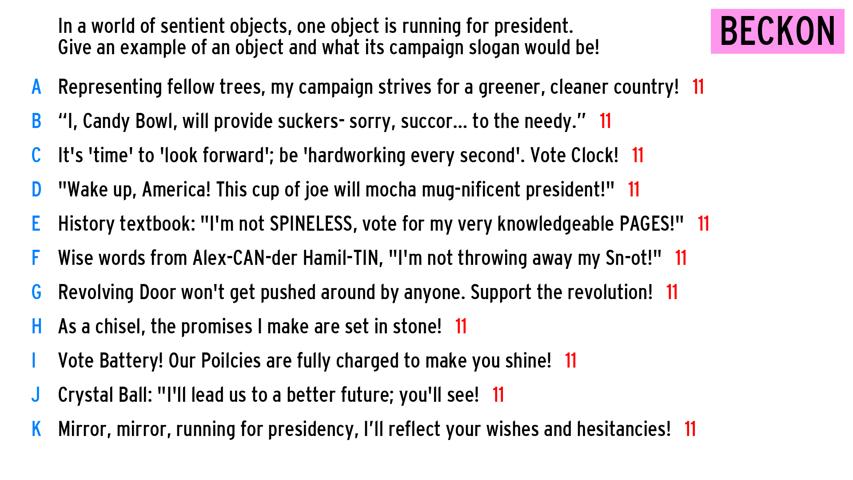 In a world of sentient objects, one object is running for president.
Give an example of an object and what its campaign slogan would be!
BECKON
A Representing fellow trees, my campaign strives for a greener, cleaner country! 11
B “I, Candy Bowl, will provide suckers- sorry, succor... to the needy.” 11
C It's 'time' to 'look forward'; be 'hardworking every second'. Vote Clock! 11
D "Wake up, America! This cup of joe will mocha mug-nificent president!" 11
E History textbook: "I'm not SPINELESS, vote for my very knowledgeable PAGES!" 11
F Wise words from Alex-CAN-der Hamil-TIN, "I'm not throwing away my Sn-ot!" 11
G Revolving Door won't get pushed around by anyone. Support the revolution! 11
H As a chisel, the promises I make are set in stone! 11
I Vote Battery! Our Poilcies are fully charged to make you shine! 11
J Crystal Ball: "I'll lead us to a better future; you'll see! 11
K Mirror, mirror, running for presidency, I’ll reflect your wishes and hesitancies! 11